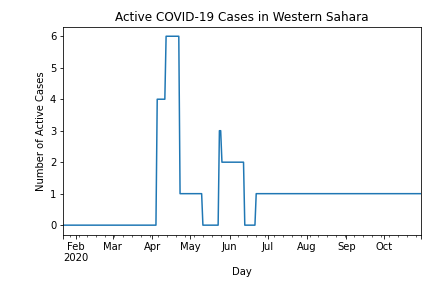 Active COVID-19 Cases in Western Sahara
Number of Active Cases
6
5
4
3
2
1
0
Feb Mar Apr May Jun Jul Aug Sep Oct
2020
Day